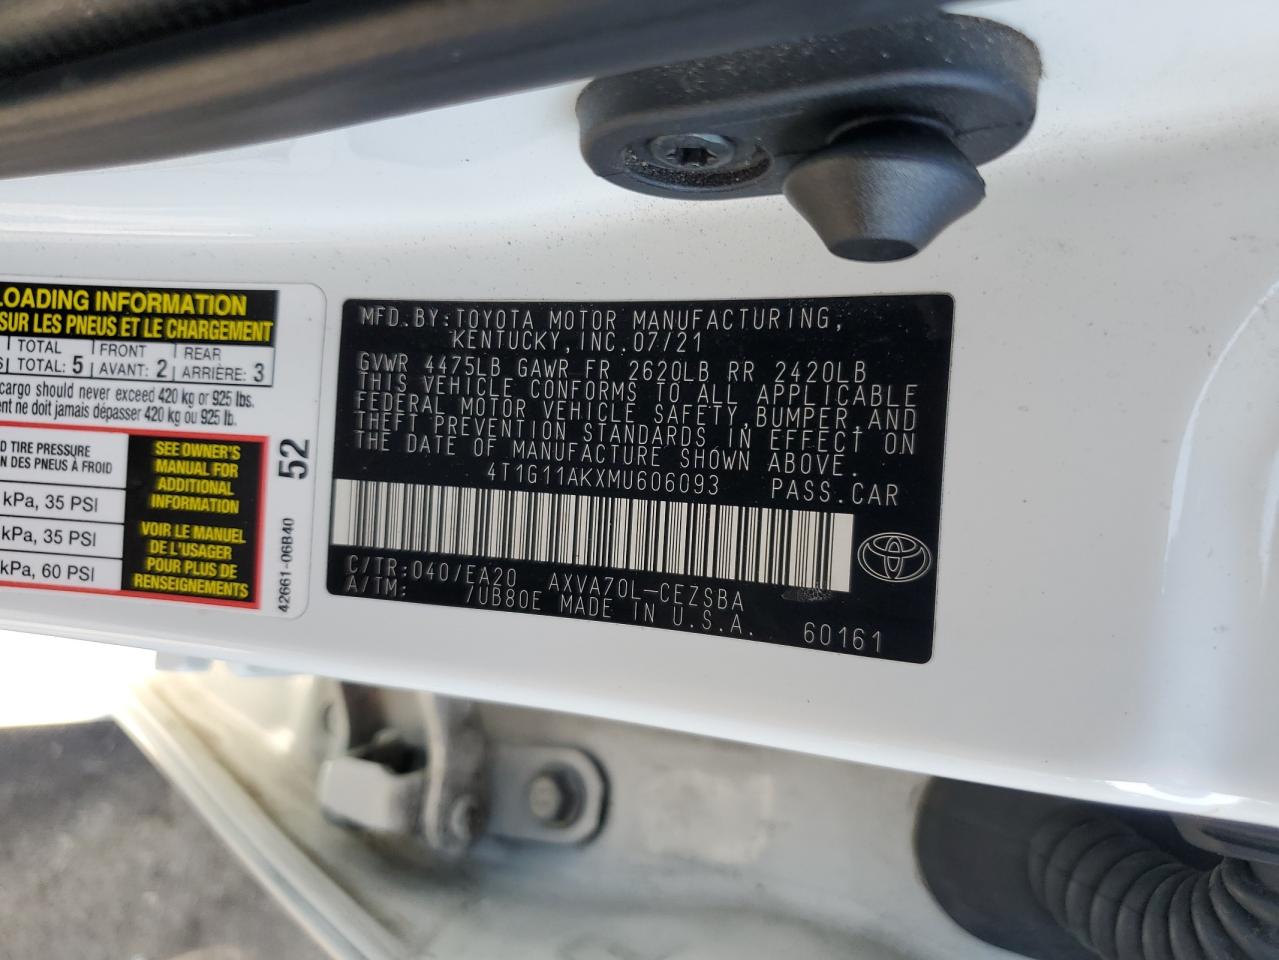 LOADING INFORMATION
SUR LES PNEUS ET LE CHARGEMENT
TOTAL FRONT REAR
TOTAL: 5 AVANT: 2 ARRIÈRE: 3
cargo should never exceed 420 kg or 925 lbs.
ent ne doit jamais dépasser 420 kg ou 925 lb.
TIRE PRESSURE
ION DES PNEUS À FROID
kPa, 35 PSI
kPa, 35 PSI
kPa, 60 PSI
SEE OWNER'S
MANUAL FOR
ADDITIONAL
INFORMATION
VOIR LE MANUEL
DE L'USAGER
POUR PLUS DE
RENSEIGNEMENTS
52
42661-06B40
MFD.BY:TOYOTA MOTOR MANUFACTURING,
KENTUCKY,INC.07/21
GVWR 4475LB GAWR FR 2620LB RR 2420LB
THIS VEHICLE CONFORMS TO ALL APPLICABLE
FEDERAL MOTOR VEHICLE SAFETY,BUMPER,AND
THEFT PREVENTION STANDARDS IN EFFECT ON
THE DATE OF MANUFACTURE SHOWN ABOVE.
4T1G11AKXMU606093 PASS.CAR
C/TR:040/EA20 AXVA70L-CEZSBA
A/TM: /UB80E MADE IN U.S.A. 60161